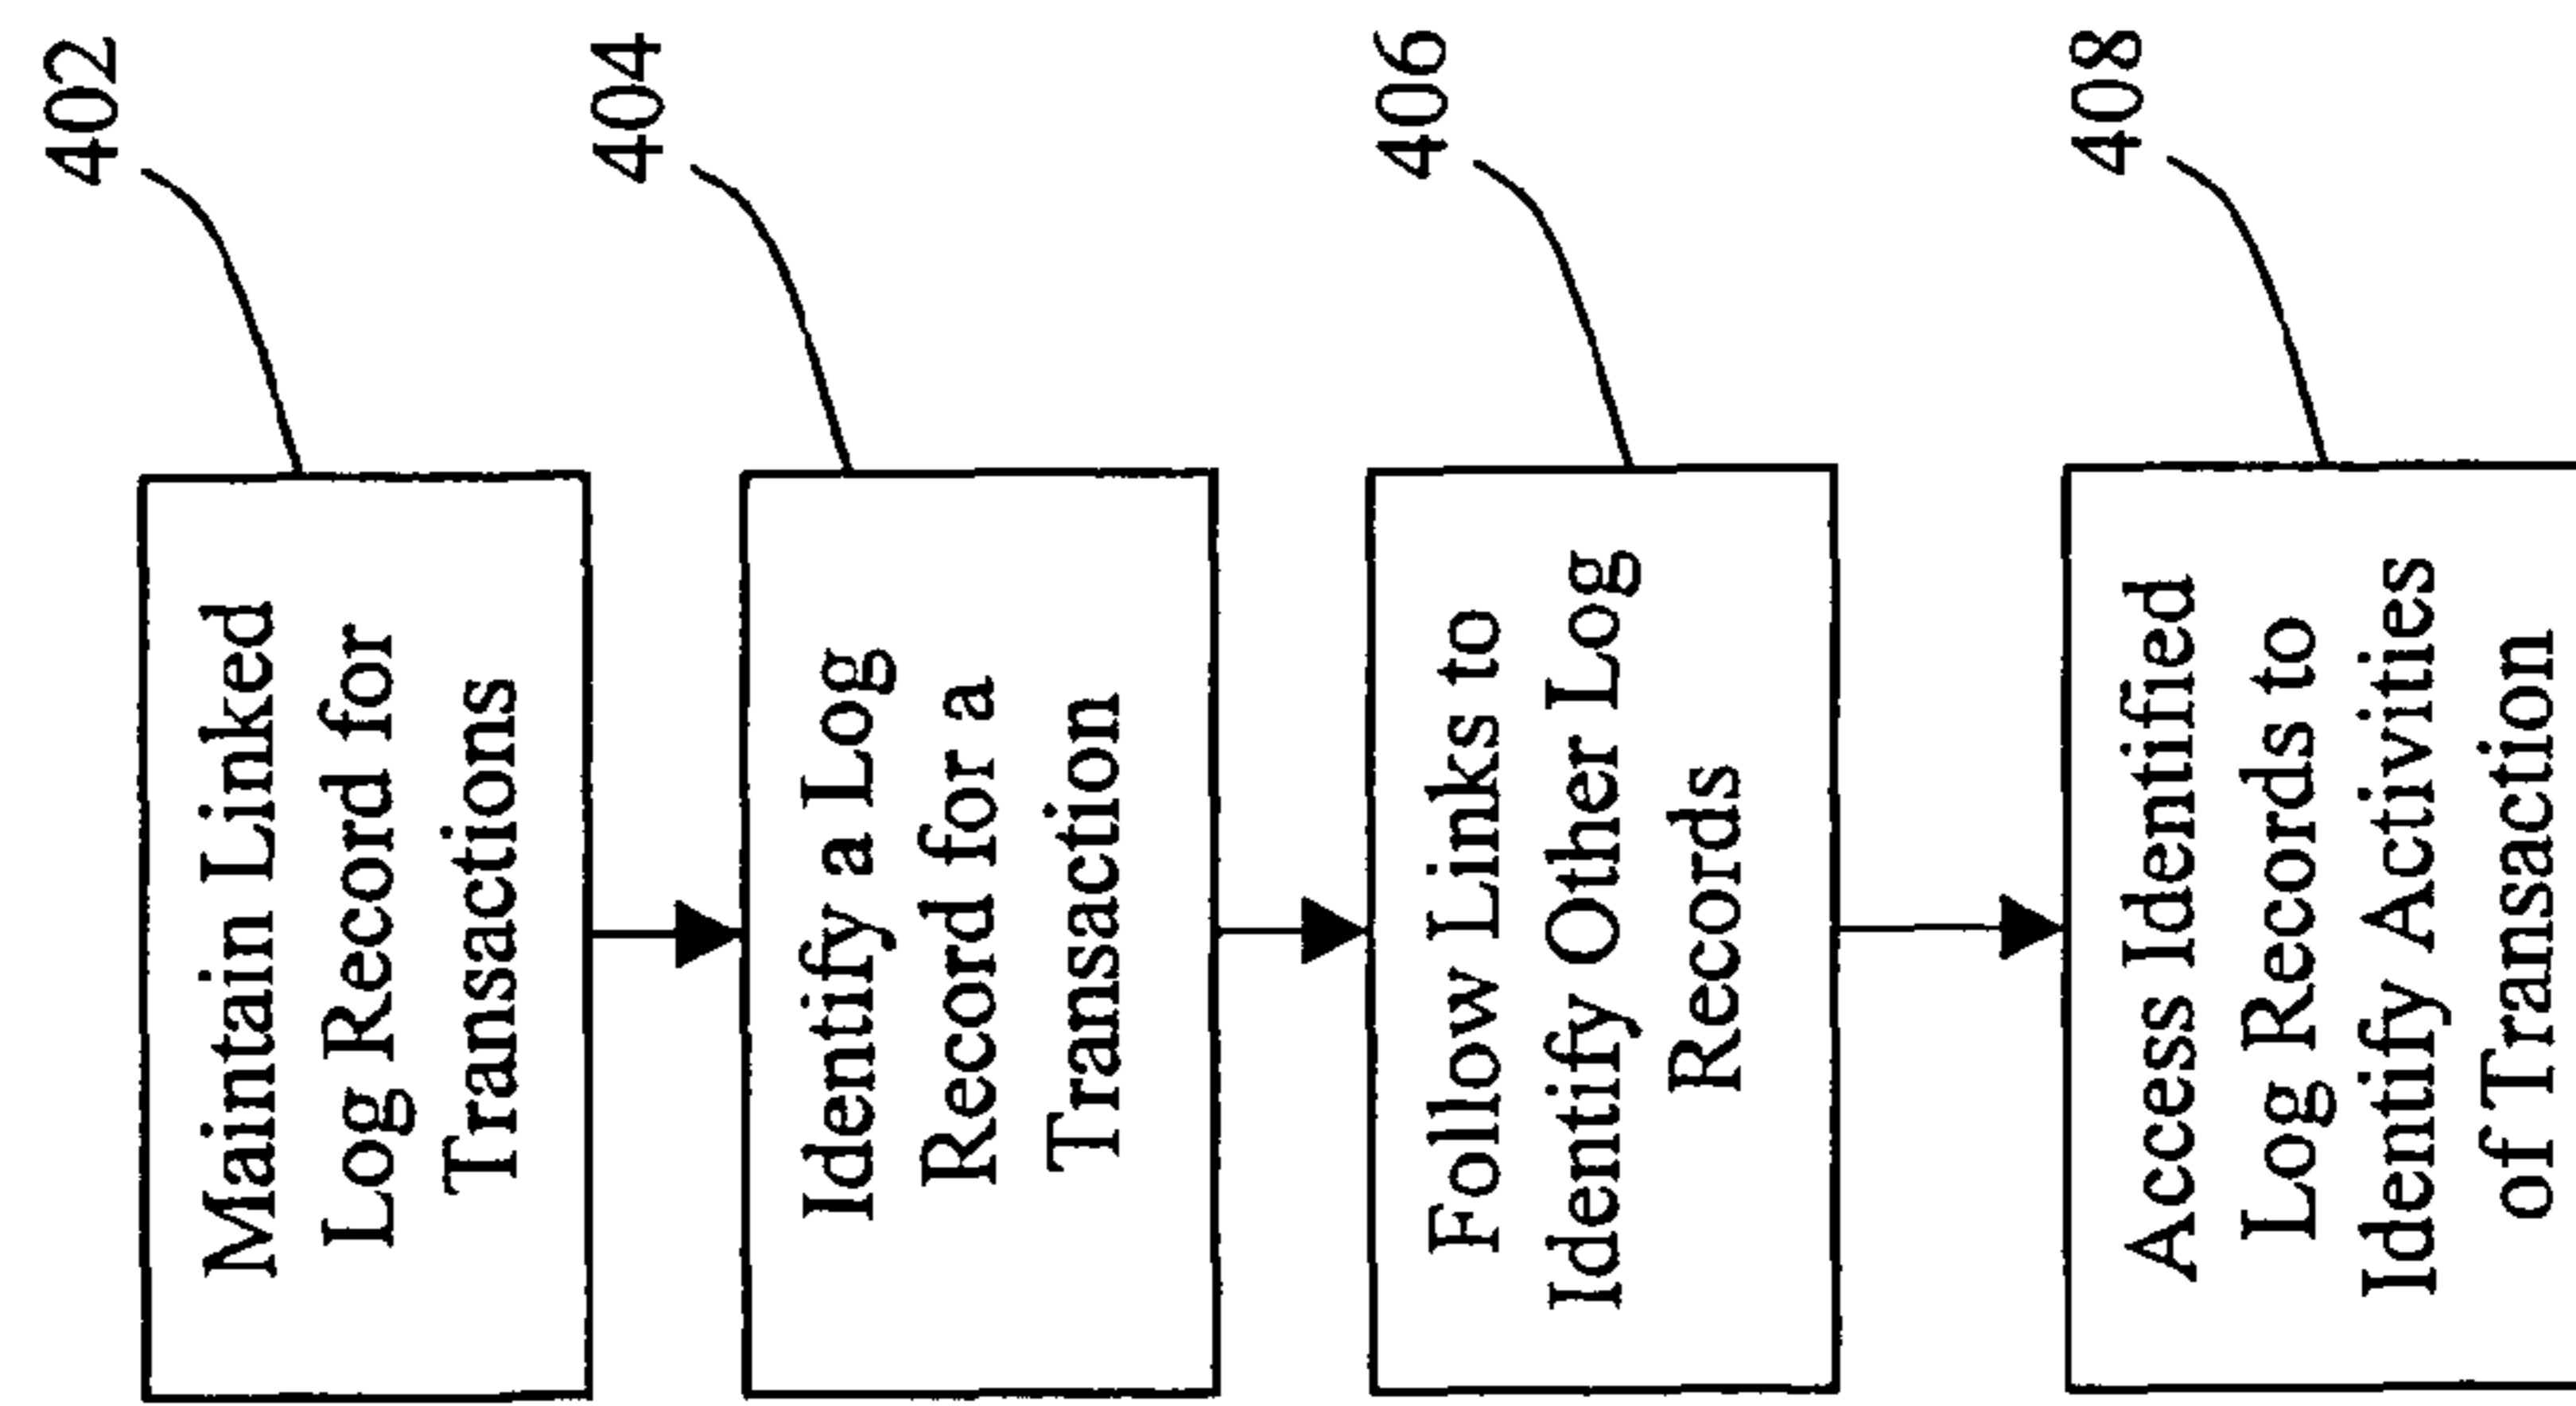 402
Maintain Linked
Log Record for
Transactions
404
Identify a Log
Record for a
Transaction
406
Follow Links to
Identify Other Log
Records
408
Access Identified
Log Records to
Identify Activities
of Transaction